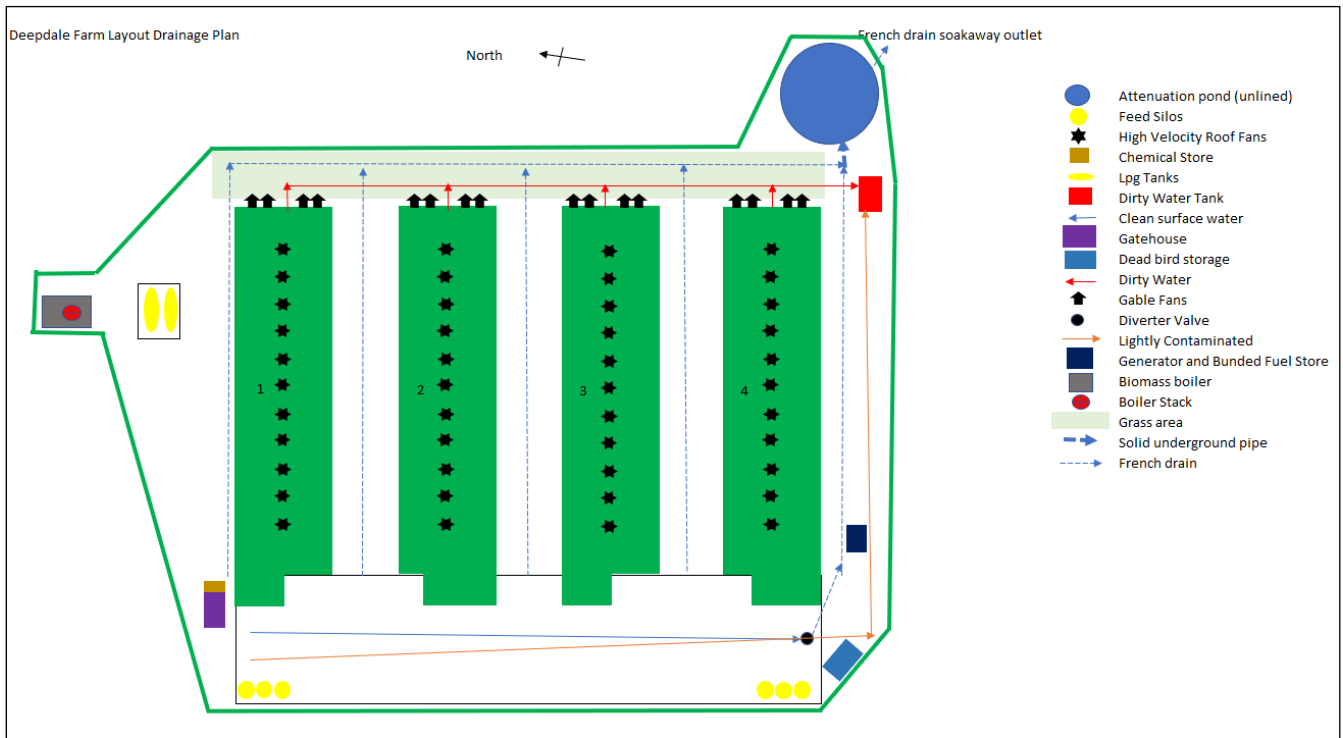 Deepdale Farm Layout Drainage Plan
North
French drain soakaway outlet
Attenuation pond (unlined)
Feed Silos
High Velocity Roof Fans
Chemical Store
Lpg Tanks
Dirty Water Tank
Clean surface water
Gatehouse
Dead bird storage
Dirty Water
Gable Fans
Diverter Valve
Lightly Contaminated
Generator and Bunded Fuel Store
Biomass boiler
Boiler Stack
Grass area
Solid underground pipe
French drain
1
2
3
4